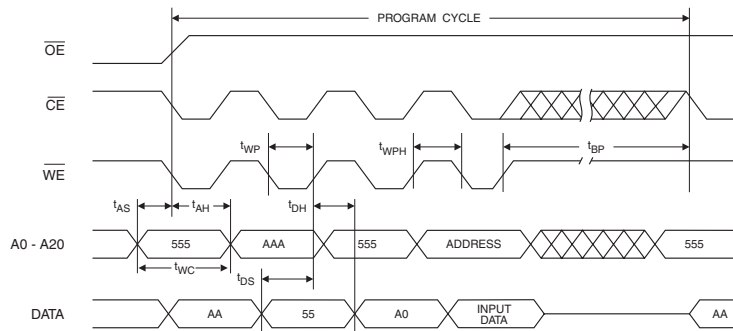 PROGRAM CYCLE
OE
CE
tWP
tWPH
tBP
WE
tAS
tAH
tDH
A0 - A20
555
AAA
555
ADDRESS
555
tWC
tDS
DATA
AA
55
A0
INPUT
DATA
AA